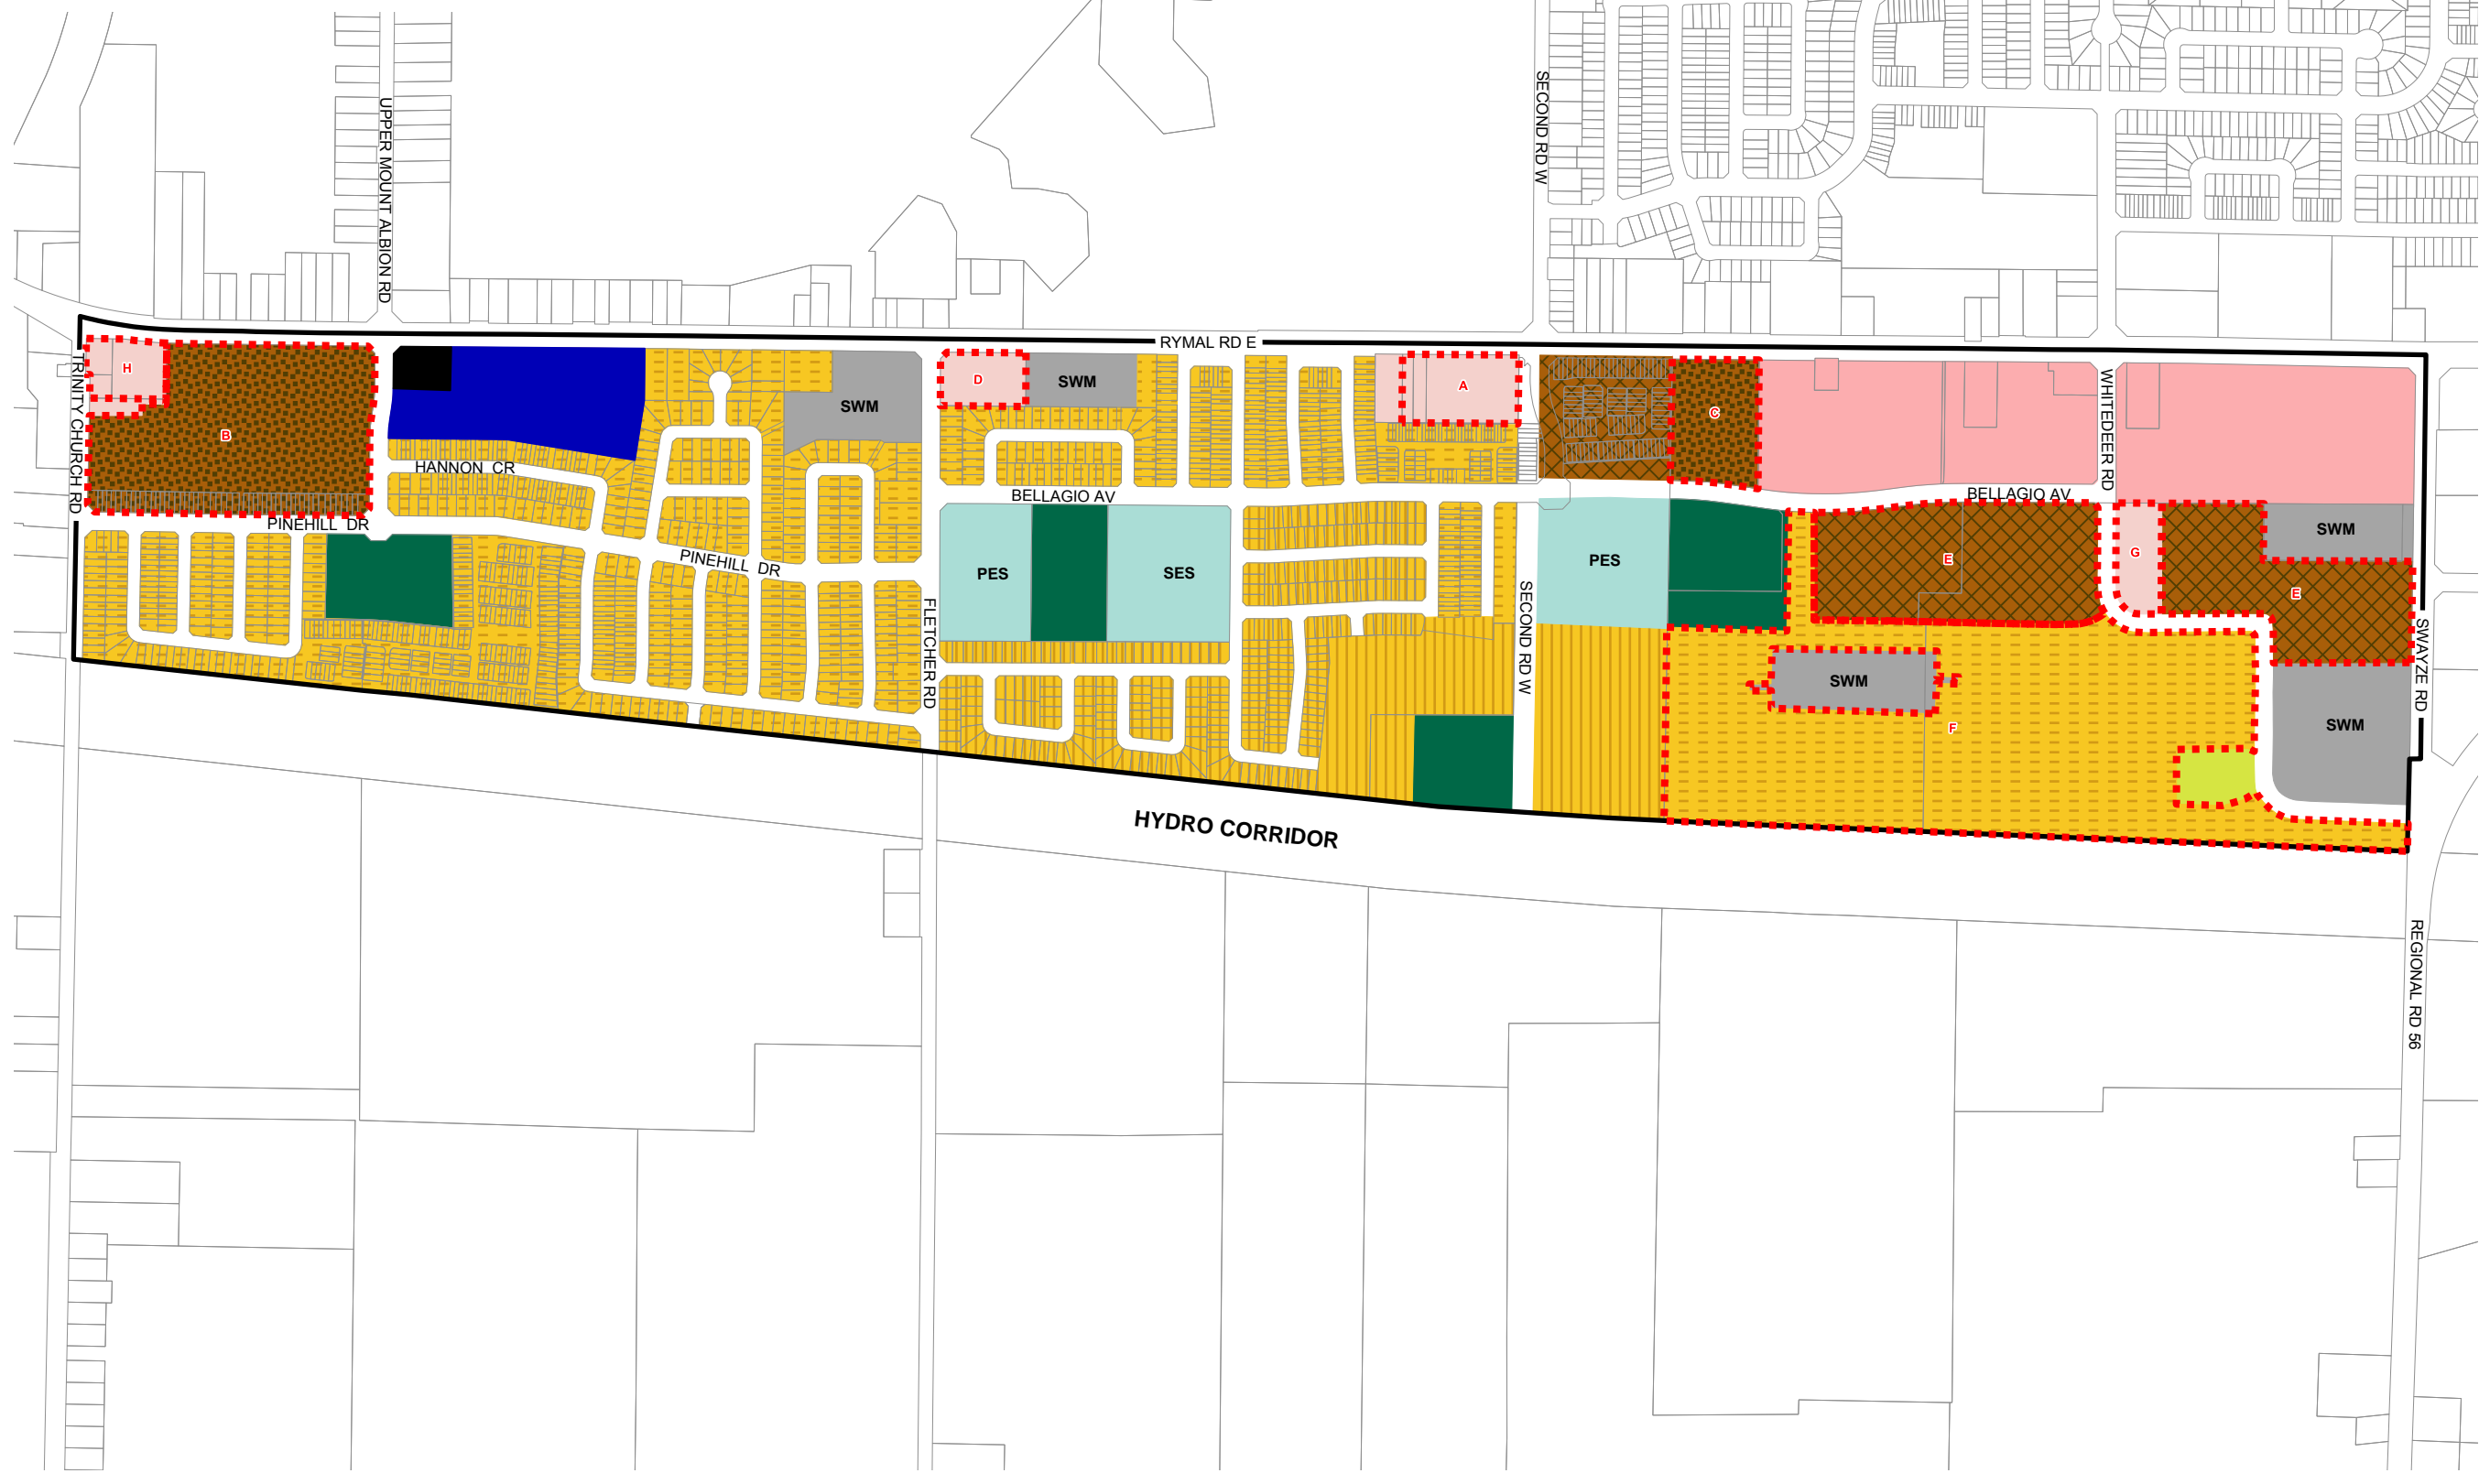 UPPER MOUNT ALBION RD
SECOND RD W
RYMAL RD E
TRINITY CHURCH RD
H
B
D
SWM
A
SWM
C
WHITEDEER RD
HANNON CR
BELLAGIO AV
BELLAGIO AV
PINEHILL DR
PINEHILL DR
PES
SES
PES
E
G
SWM
E
FLETCHER RD
SECOND RD W
SWAYZE RD
SWM
F
SWM
HYDRO CORRIDOR
REGIONAL RD 56